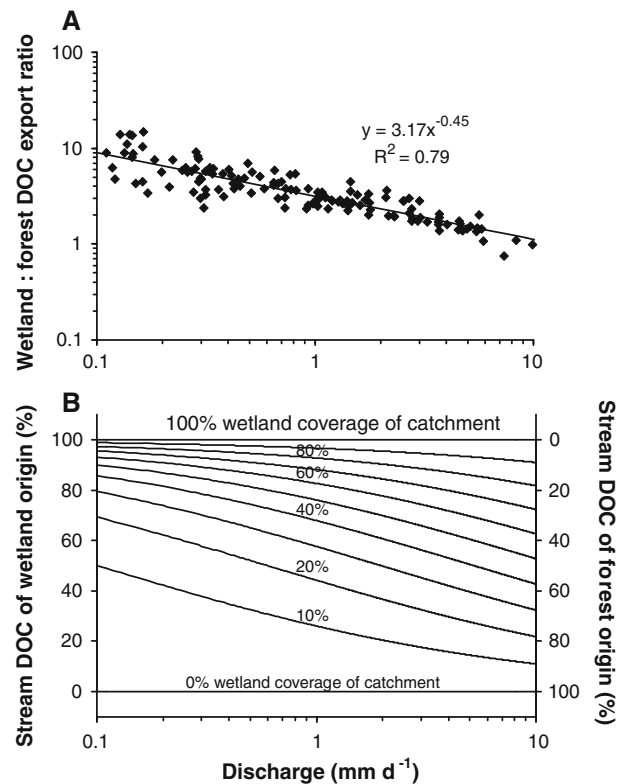 A
Wetland : forest DOC export ratio
100
10
1
0.1
y = 3.17x^-0.45
R^2 = 0.79
0.1
1
10
B
Stream DOC of wetland origin (%)
100
80
60
40
20
0
100% wetland coverage of catchment
80%
60%
40%
20%
10%
0% wetland coverage of catchment
0
20
40
60
80
100
Stream DOC of forest origin (%)
0.1
1
10
Discharge (mm d^-1)